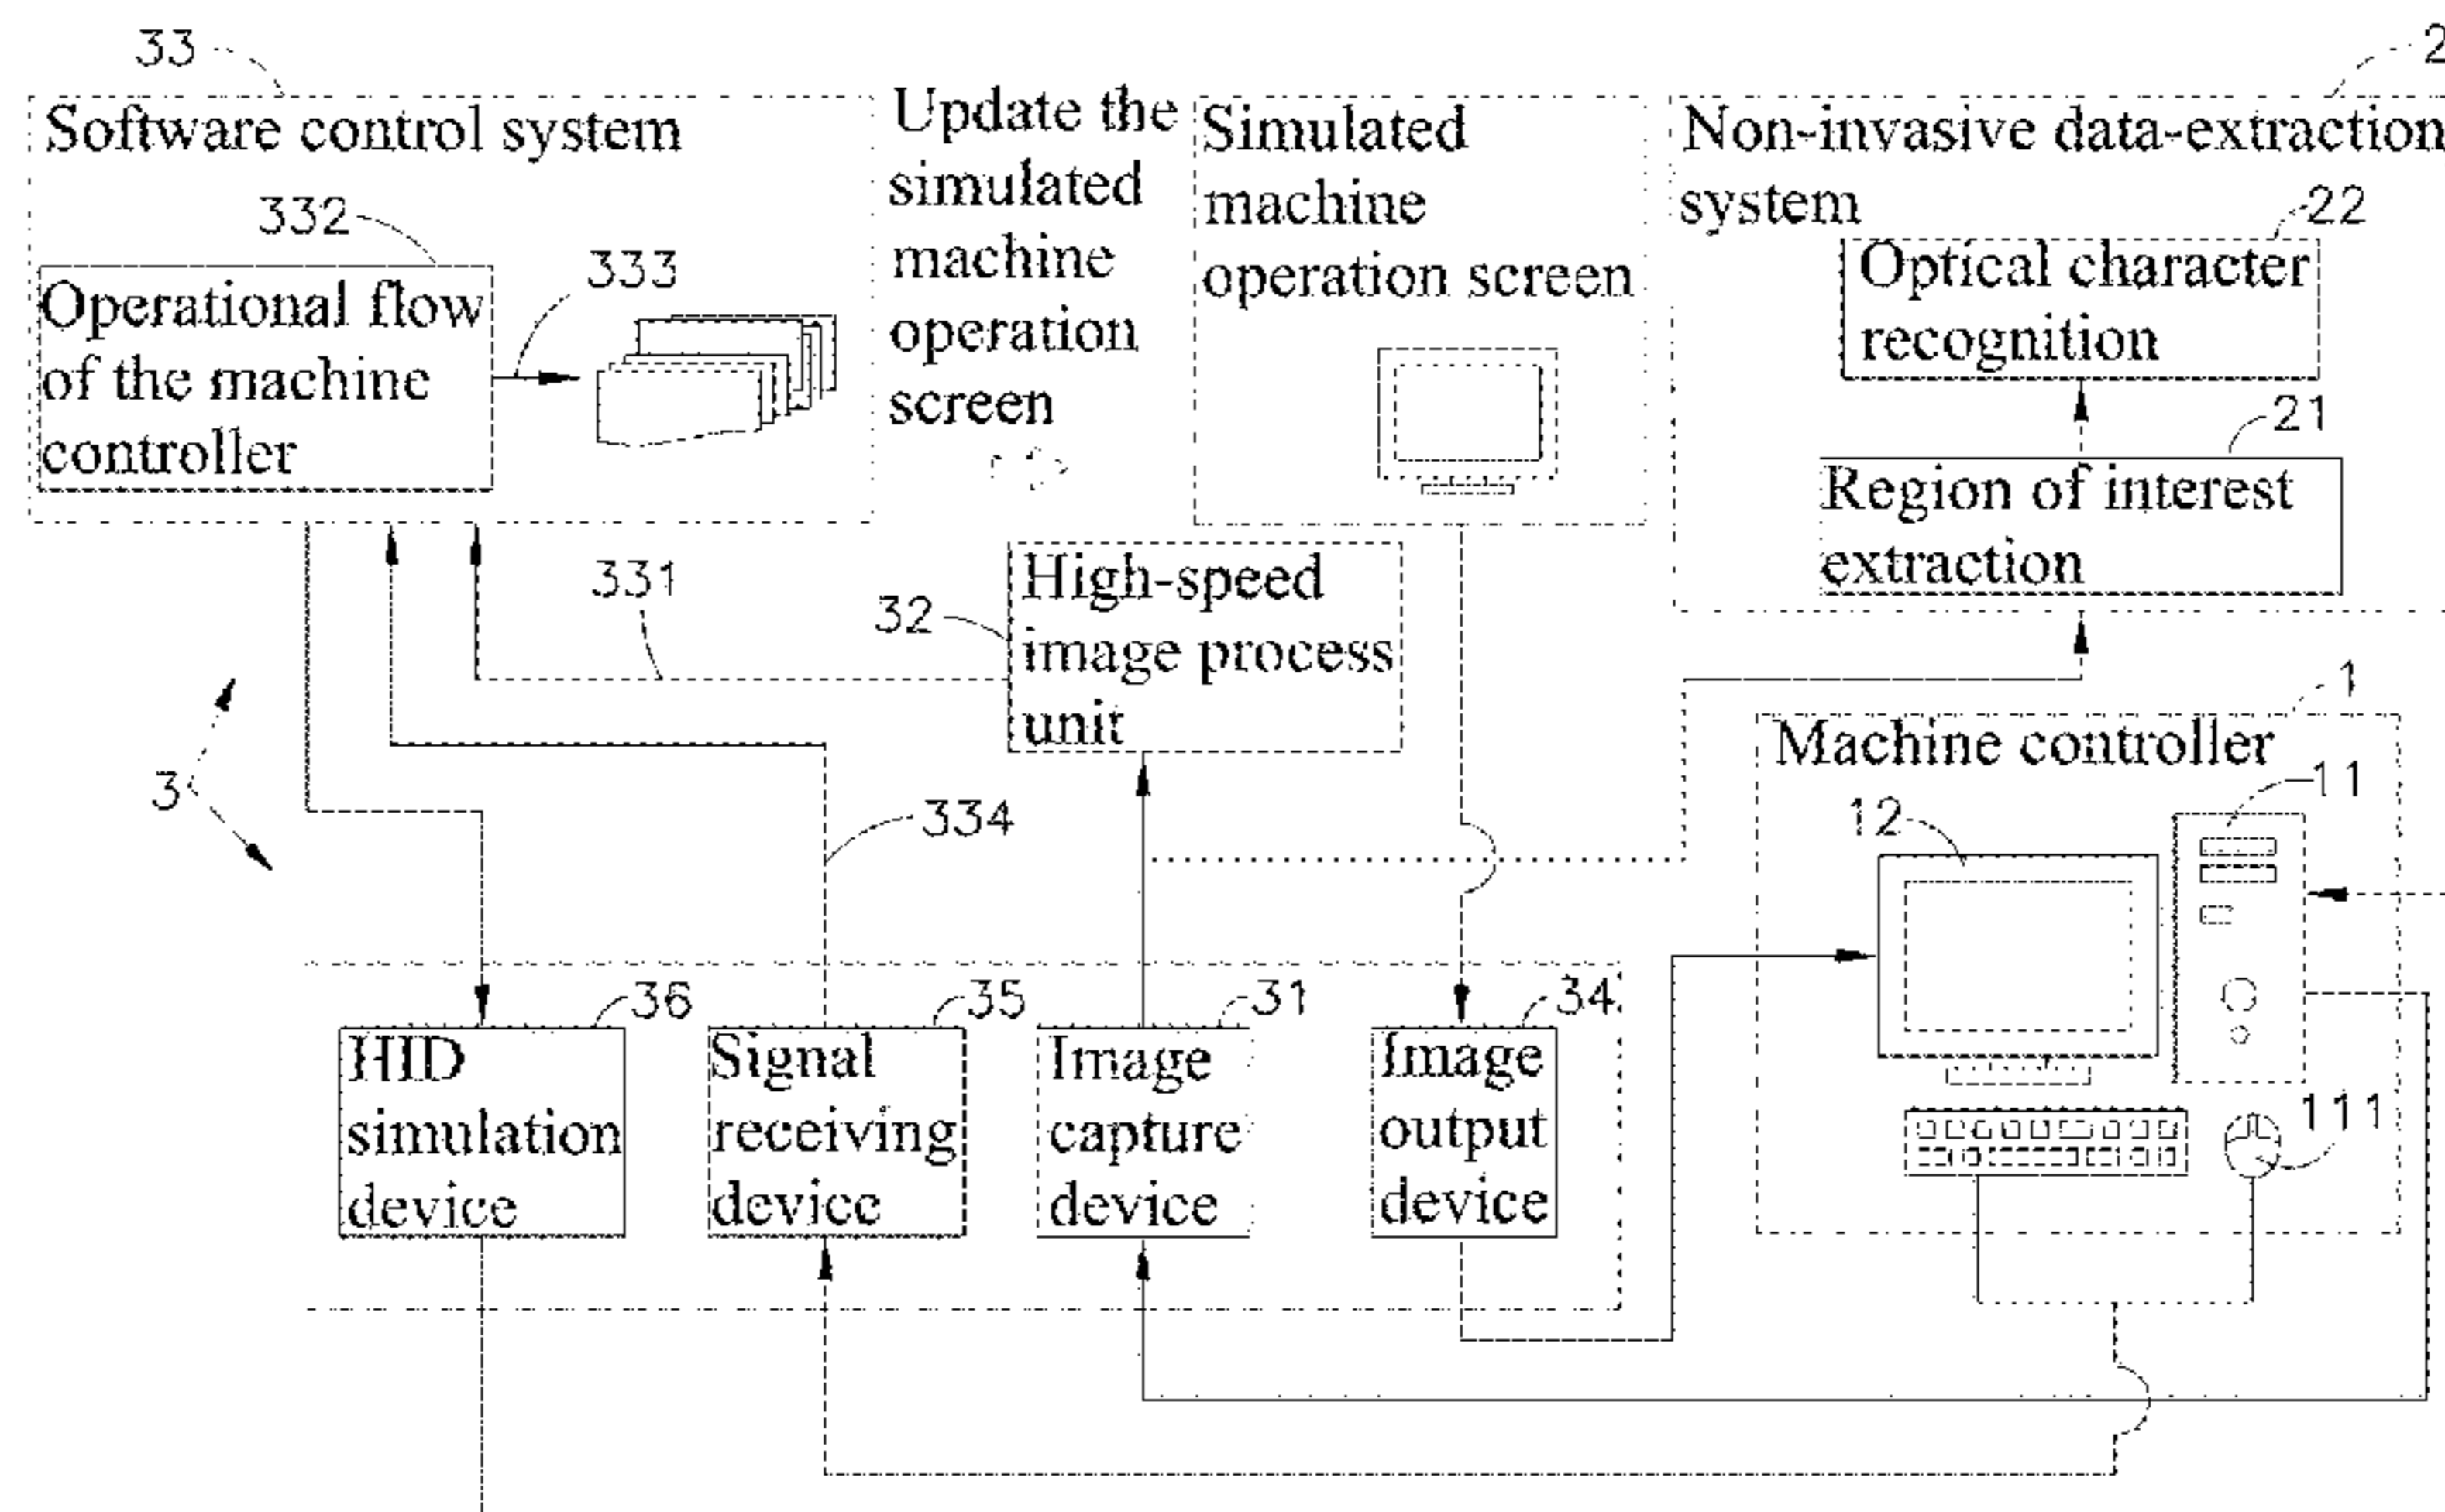 33
2
Software control system
332
333
Operational flow
of the machine
controller
Update the
simulated
machine
operation
screen
Simulated
machine
operation screen
Non-invasive data-extraction
system
22
Optical character
recognition
21
Region of interest
extraction
331
32
High-speed
image process
unit
3
334
1
Machine controller
11
12
111
36
HID
simulation
device
35
Signal
receiving
device
31
Image
capture
device
34
Image
output
device